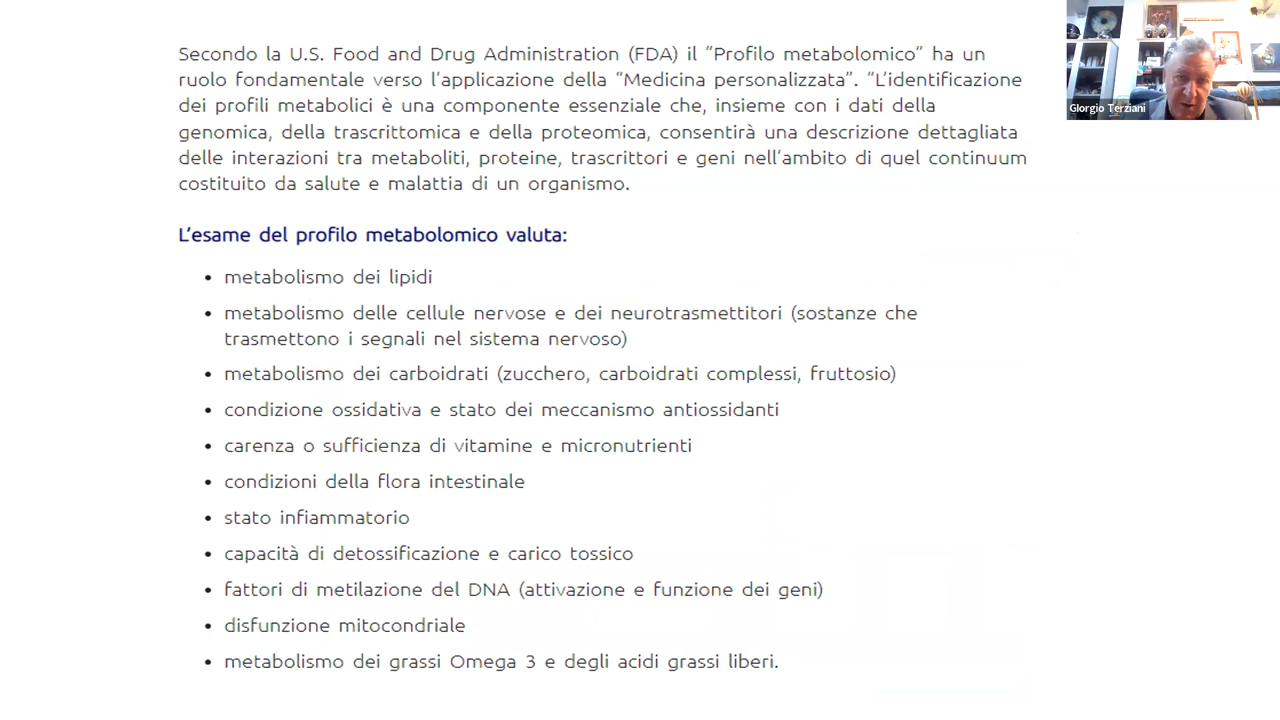 Secondo la U.S. Food and Drug Administration (FDA) il “Profilo metabolomico” ha un
ruolo fondamentale verso l’applicazione della “Medicina personalizzata”. “L’identificazione
dei profili metabolici è una componente essenziale che, insieme con i dati della
genomica, della trascrittomica e della proteomica, consentirà una descrizione dettagliata
delle interazioni tra metaboliti, proteine, trascrittori e geni nell’ambito di quel continuum
costituito da salute e malattia di un organismo.
L’esame del profilo metabolomico valuta:
• metabolismo dei lipidi
• metabolismo delle cellule nervose e dei neurotrasmettitori (sostanze che
trasmettono i segnali nel sistema nervoso)
• metabolismo dei carboidrati (zucchero, carboidrati complessi, fruttosio)
• condizione ossidativa e stato dei meccanismo antiossidanti
• carenza o sufficienza di vitamine e micronutrienti
• condizioni della flora intestinale
• stato infiammatorio
• capacità di detossificazione e carico tossico
• fattori di metilazione del DNA (attivazione e funzione dei geni)
• disfunzione mitocondriale
• metabolismo dei grassi Omega 3 e degli acidi grassi liberi.
GIorgio Terziani